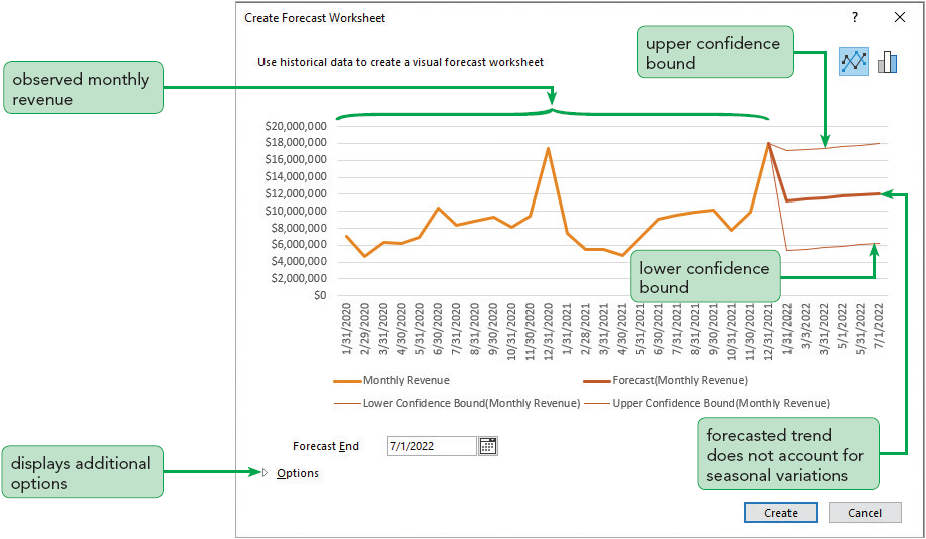 Create Forecast Worksheet
?
Use historical data to create a visual forecast worksheet
upper confidence
bound
observed monthly
revenue
$20,000,000
$18,000,000
$16,000,000
$14,000,000
$12,000,000
$10,000,000
$8,000,000
$6,000,000
$4,000,000
$2,000,000
$0
lower confidence
bound
1/31/2020
2/29/2020
3/31/2020
4/30/2020
5/31/2020
6/30/2020
7/31/2020
8/31/2020
9/30/2020
10/31/2020
11/30/2020
12/31/2020
1/31/2021
2/28/2021
3/31/2021
4/30/2021
5/31/2021
6/30/2021
7/31/2021
8/31/2021
9/30/2021
10/31/2021
11/30/2021
12/31/2021
1/31/2022
3/3/2022
3/31/2022
5/1/2022
5/31/2022
7/1/2022
Monthly Revenue
Forecast(Monthly Revenue)
Lower Confidence Bound(Monthly Revenue)
Upper Confidence Bound(Monthly Revenue)
Forecast End
7/1/2022
forecasted trend
does not account for
seasonal variations
displays additional
options
Options
Create
Cancel